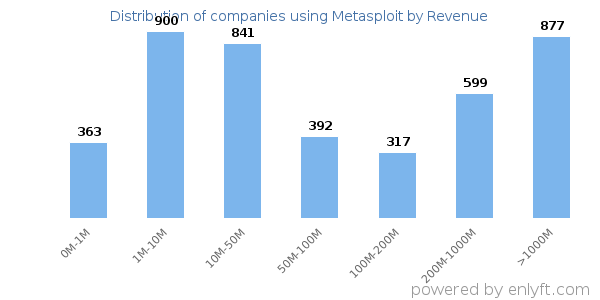 Distribution of companies using Metasploit by Revenue
363
900
841
392
317
599
877
0M-1M
1M-10M
10M-50M
50M-100M
100M-200M
200M-1000M
>1000M
powered by enlyft.com